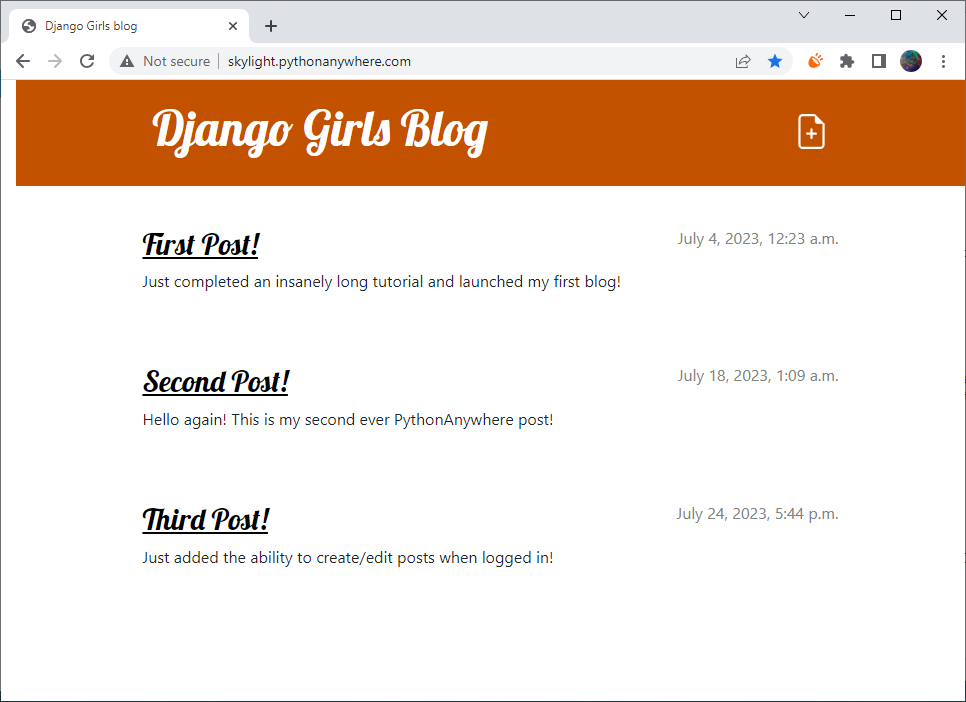 Django Girls blog
Not secure skylight.pythonanywhere.com
Django Girls Blog
First Post! July 4, 2023, 12:23 a.m.
Just completed an insanely long tutorial and launched my first blog!
Second Post! July 18, 2023, 1:09 a.m.
Hello again! This is my second ever PythonAnywhere post!
Third Post! July 24, 2023, 5:44 p.m.
Just added the ability to create/edit posts when logged in!